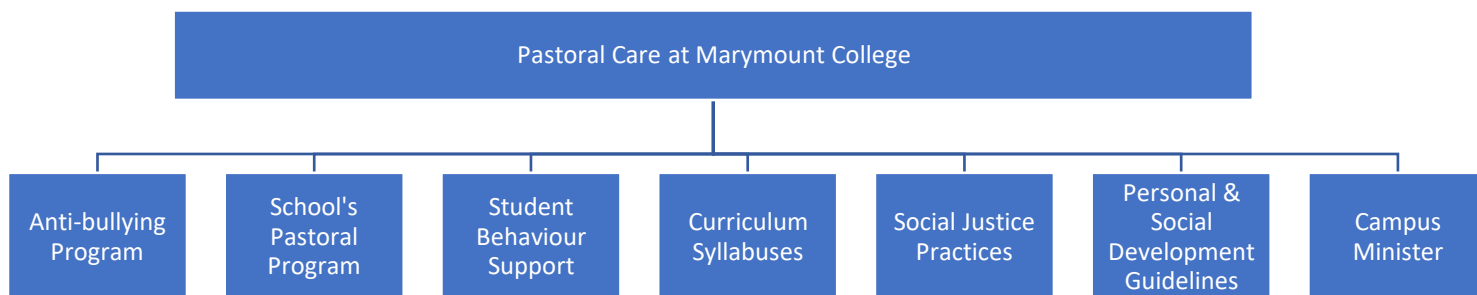 Pastoral Care at Marymount College
Anti-bullying
Program
School's
Pastoral
Program
Student
Behaviour
Support
Curriculum
Syllabuses
Social Justice
Practices
Personal &
Social
Development
Guidelines
Campus
Minister